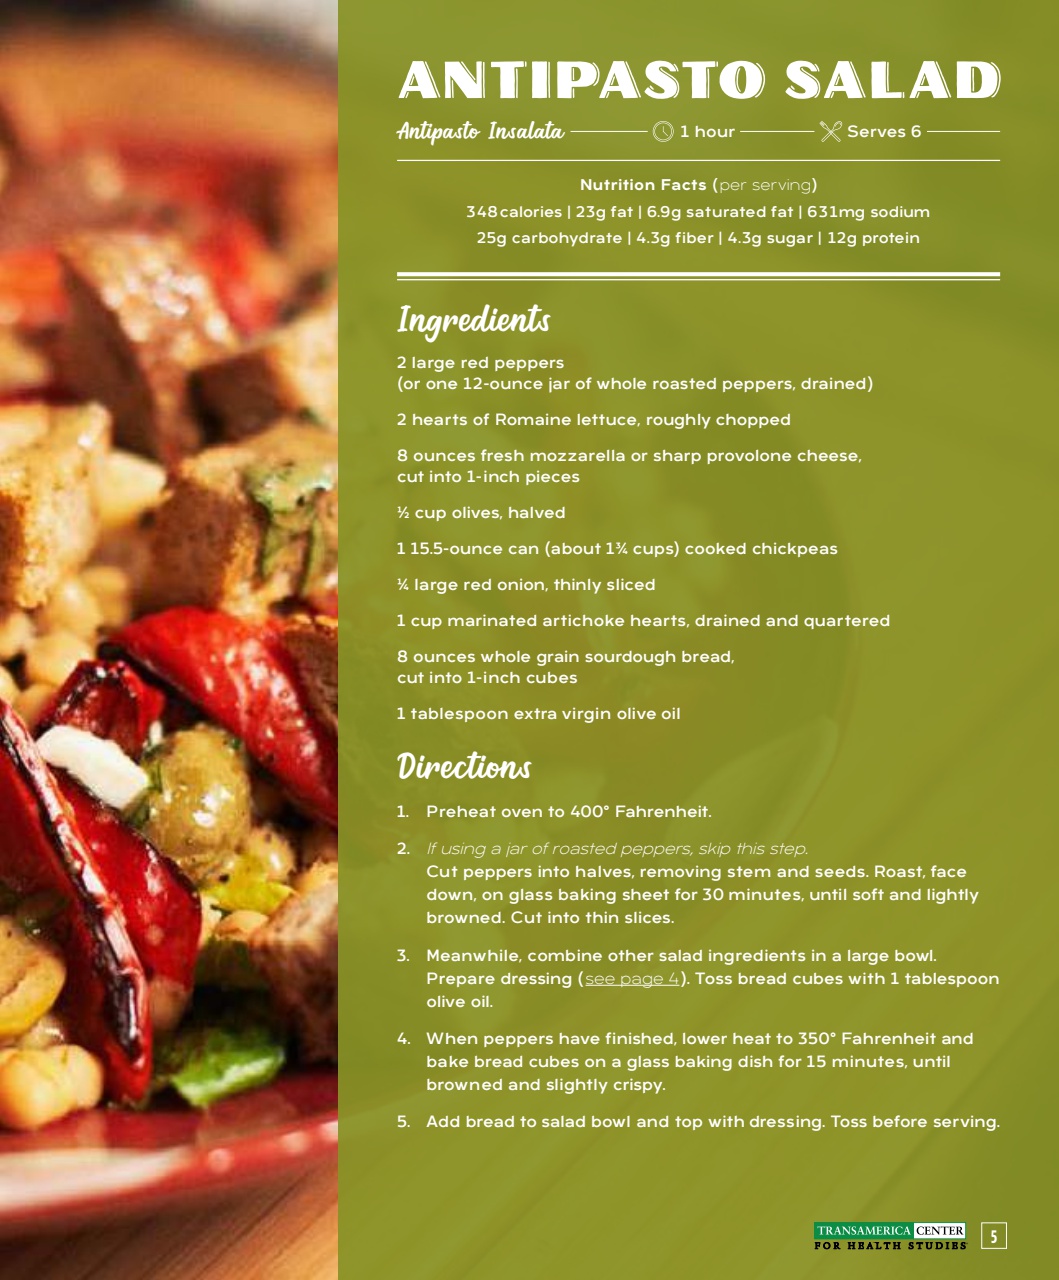 ANTIPASTO SALAD
Antipasto Insalata 1 hour Serves 6
Nutrition Facts (per serving)
348 calories | 23g fat | 6.9g saturated fat | 631mg sodium
25g carbohydrate | 4.3g fiber | 4.3g sugar | 12g protein
Ingredients
2 large red peppers
(or one 12-ounce jar of whole roasted peppers, drained)
2 hearts of Romaine lettuce, roughly chopped
8 ounces fresh mozzarella or sharp provolone cheese,
cut into 1-inch pieces
½ cup olives, halved
1 15.5-ounce can (about 1¾ cups) cooked chickpeas
¼ large red onion, thinly sliced
1 cup marinated artichoke hearts, drained and quartered
8 ounces whole grain sourdough bread,
cut into 1-inch cubes
1 tablespoon extra virgin olive oil
Directions
1. Preheat oven to 400° Fahrenheit.
2. If using a jar of roasted peppers, skip this step.
Cut peppers into halves, removing stem and seeds. Roast, face
down, on glass baking sheet for 30 minutes, until soft and lightly
browned. Cut into thin slices.
3. Meanwhile, combine other salad ingredients in a large bowl.
Prepare dressing (see page 4). Toss bread cubes with 1 tablespoon
olive oil.
4. When peppers have finished, lower heat to 350° Fahrenheit and
bake bread cubes on a glass baking dish for 15 minutes, until
browned and slightly crispy.
5. Add bread to salad bowl and top with dressing. Toss before serving.
TRANSAMERICA CENTER
FOR HEALTH STUDIES
5